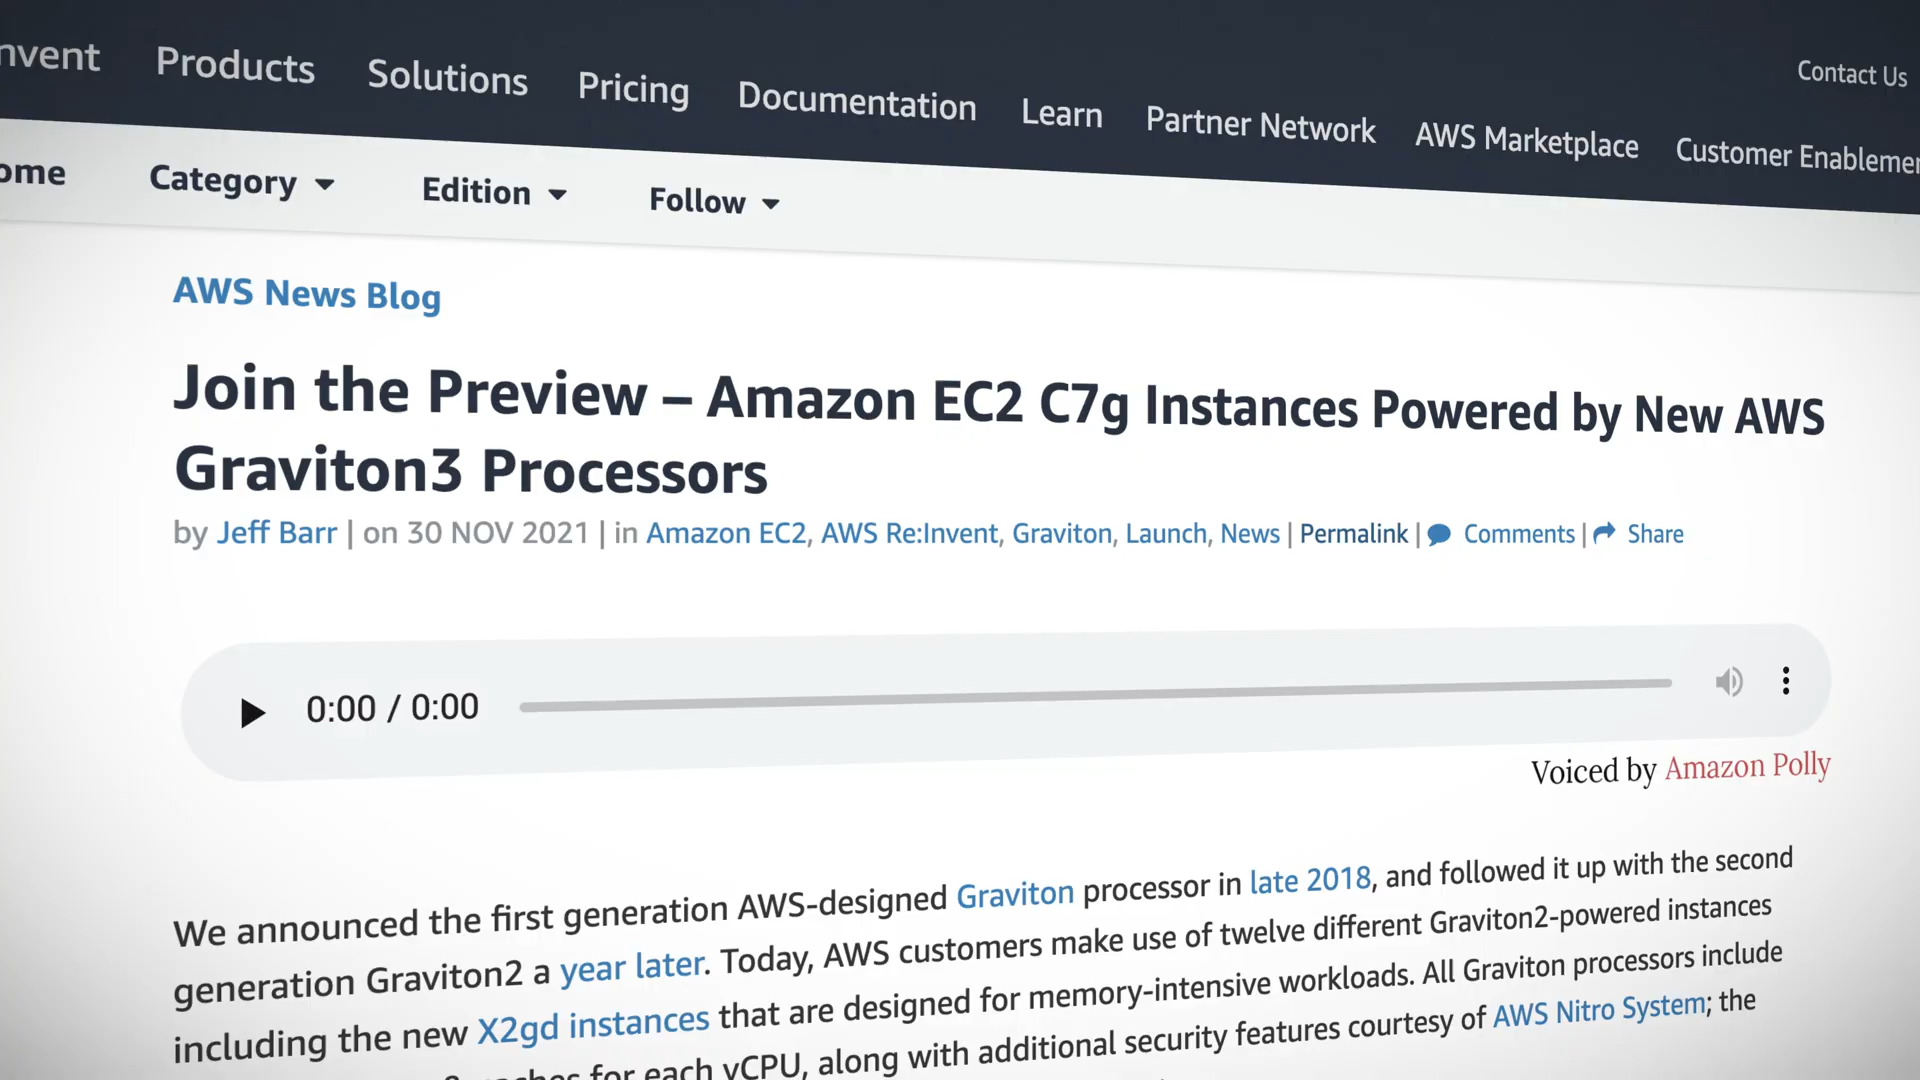 Products Solutions Pricing Documentation Learn Partner Network AWS Marketplace Contact Us
Customer
Category Edition Follow
AWS News Blog
Join the Preview – Amazon EC2 C7g Instances Powered by New AWS
Graviton3 Processors
by Jeff Barr | on 30 NOV 2021 | in Amazon EC2, AWS Re:Invent, Graviton, Launch, News | Permalink | Comments | Share
0:00 / 0:00
Voiced by Amazon Polly
We announced the first generation AWS-designed Graviton processor in late 2018, and followed it up with the second
generation Graviton2 a year later. Today, AWS customers make use of twelve different Graviton2-powered instances
including the new X2gd instances that are designed for memory-intensive workloads. All Graviton processors include
for each vCPU, along with additional security features courtesy of AWS Nitro System; the